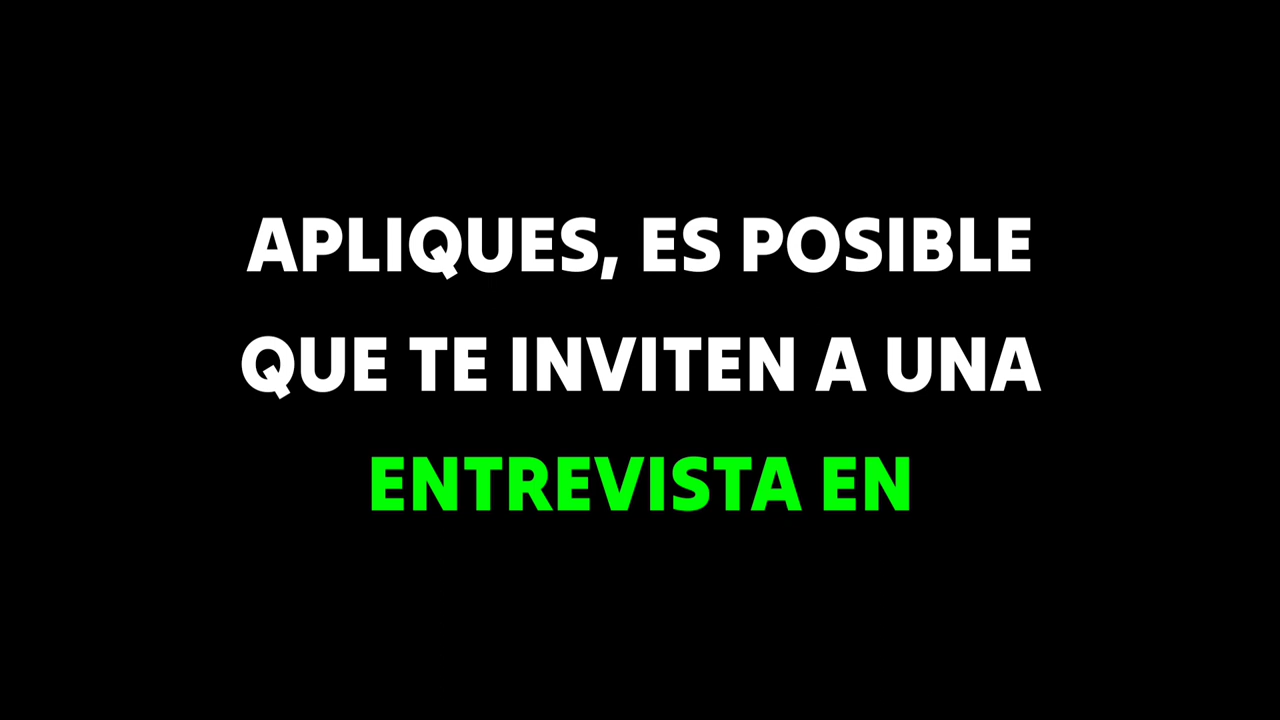 APLIQUES, ES POSIBLE
QUE TE INVITEN A UNA
ENTREVISTA EN